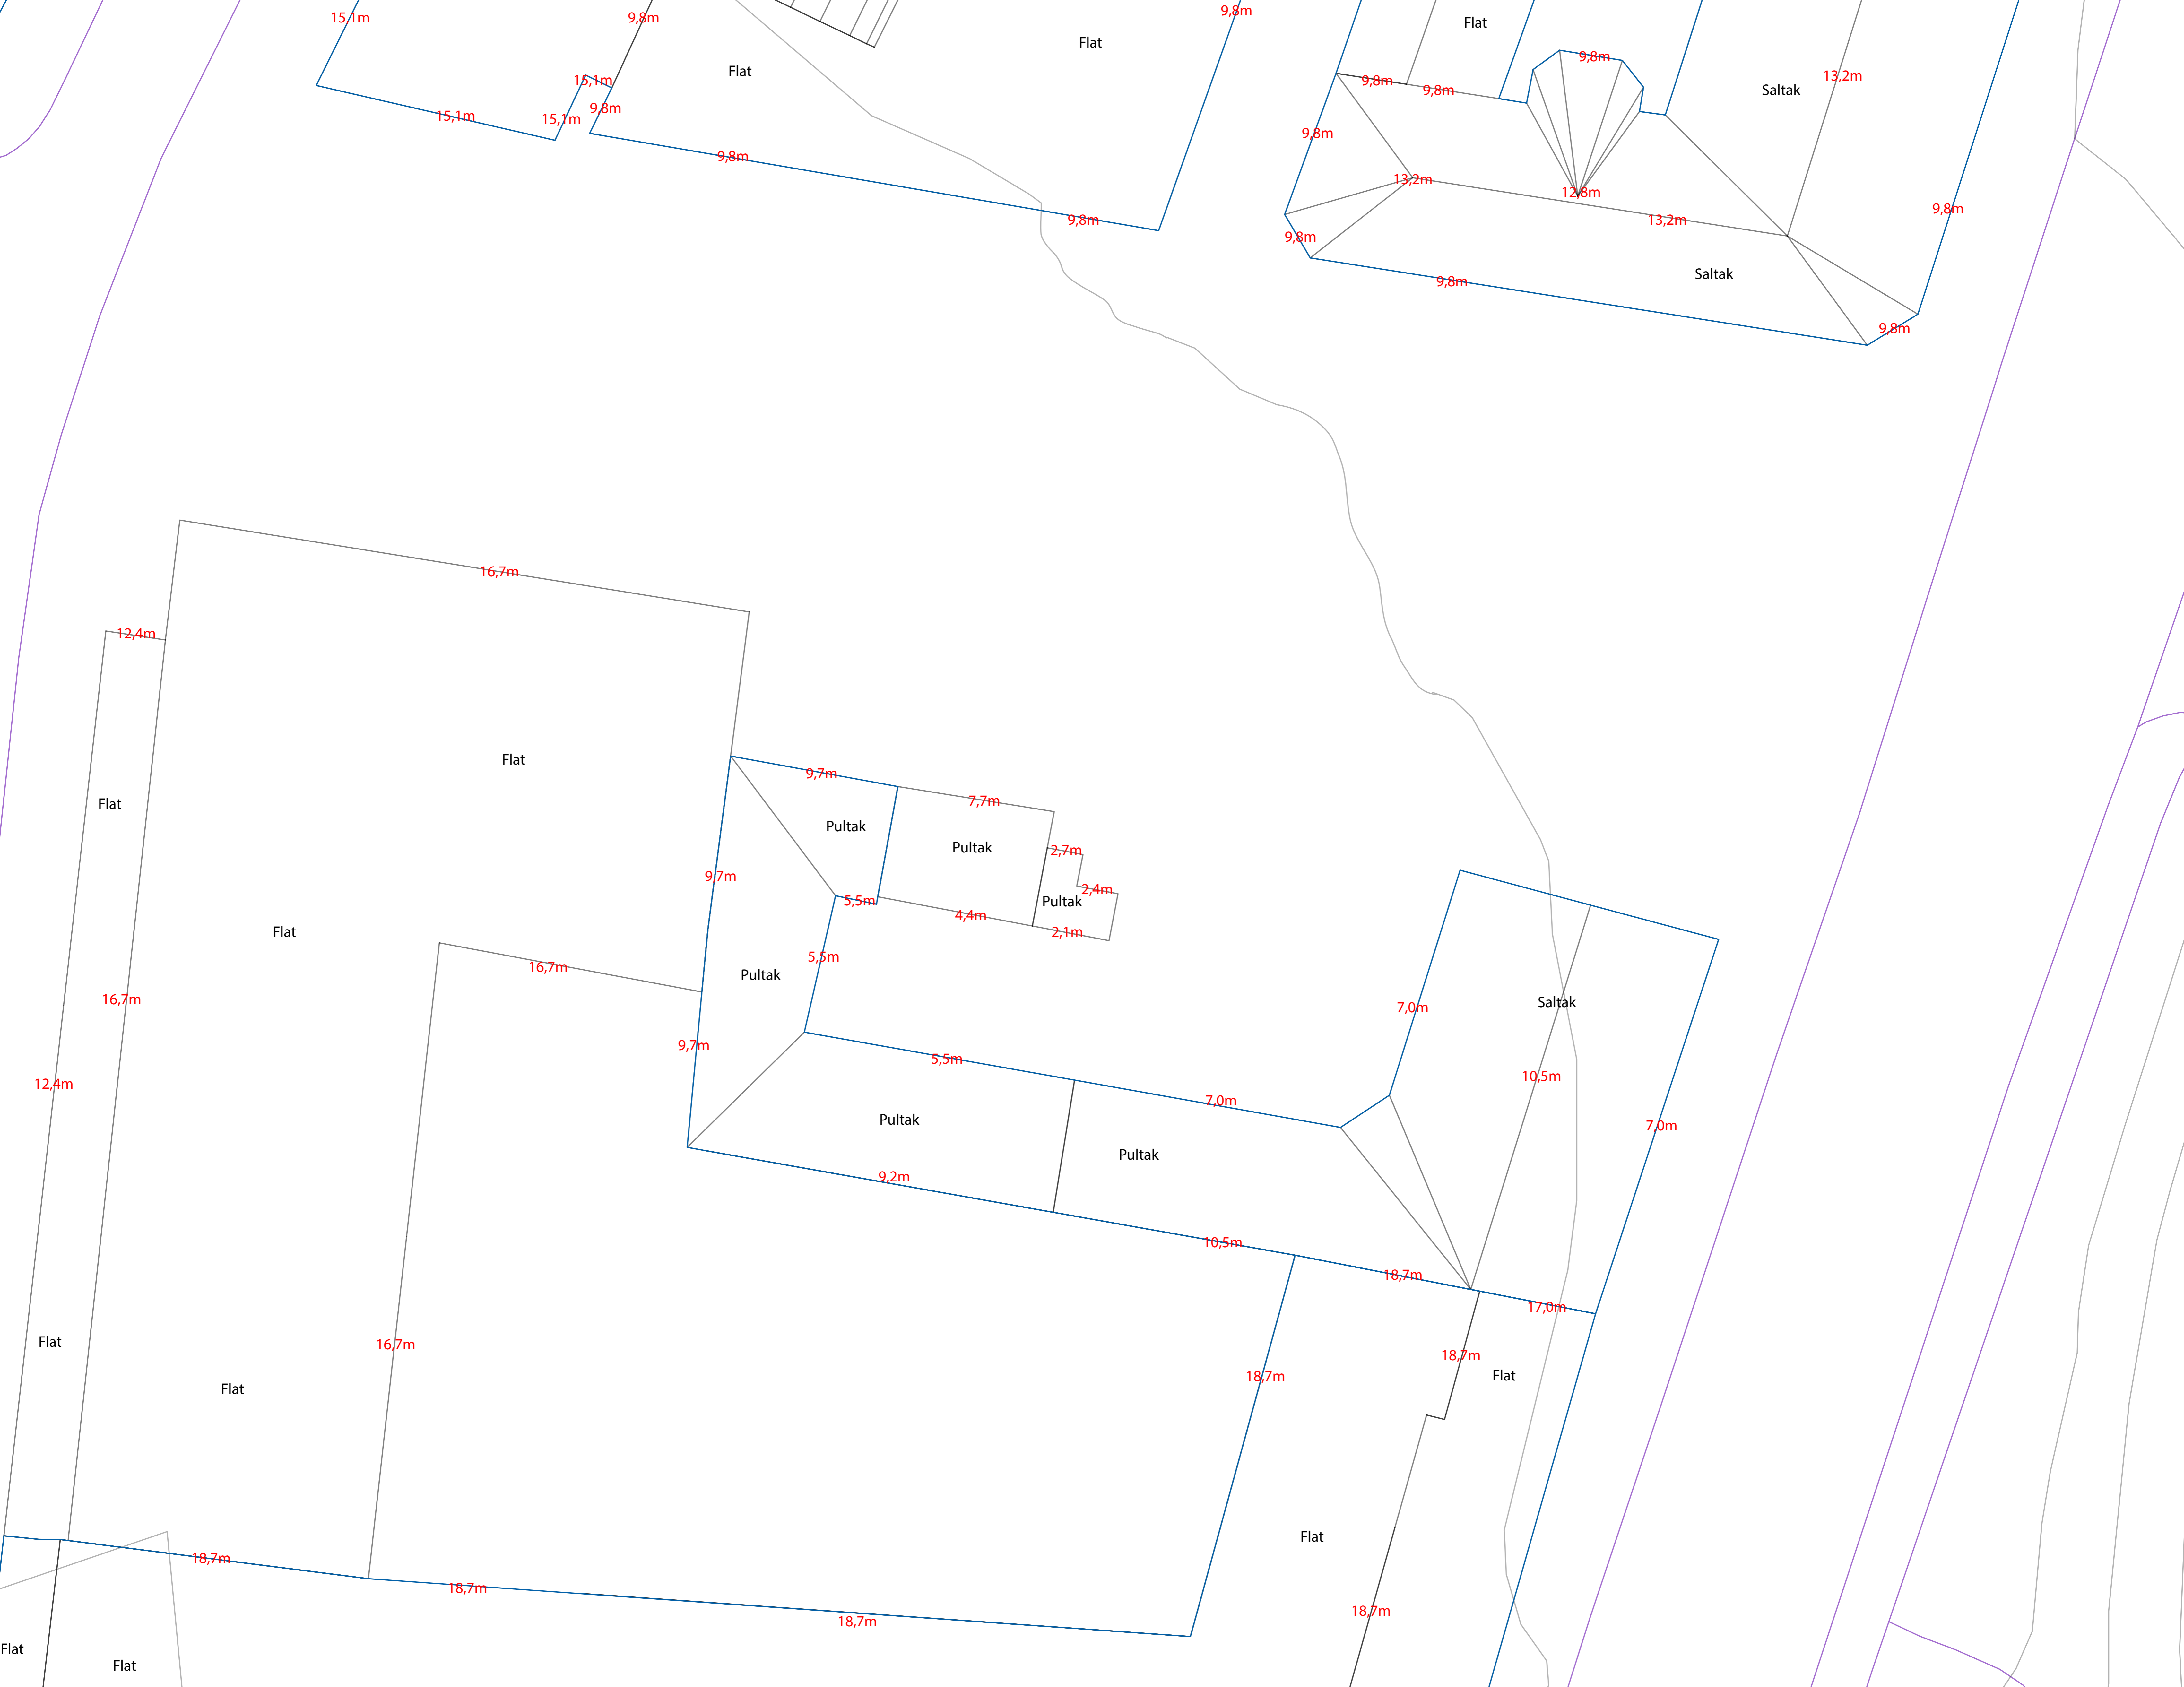 9,8m
15,1m
9,8m
Flat
Flat
9,8m
Flat
13,2m
15,1m
9,8m
9,8m
Saltak
9,8m
15,1m
15,1m
9,8m
9,8m
9,8m
13,2m
12,8m
9,8m
9,8m
13,2m
9,8m
Saltak
9,8m
9,8m
16,7m
12,4m
Flat
9,7m
7,7m
Flat
Pultak
Pultak
2,7m
9,7m
2,4m
5,5m
Pultak
4,4m
Flat
2,1m
5,5m
16,7m
Pultak
16,7m
Saltak
7,0m
9,7m
5,5m
10,5m
12,4m
7,0m
Pultak
7,0m
Pultak
9,2m
10,5m
18,7m
17,0m
Flat
16,7m
18,7m
18,7m
Flat
Flat
Flat
18,7m
18,7m
18,7m
18,7m
Flat
Flat